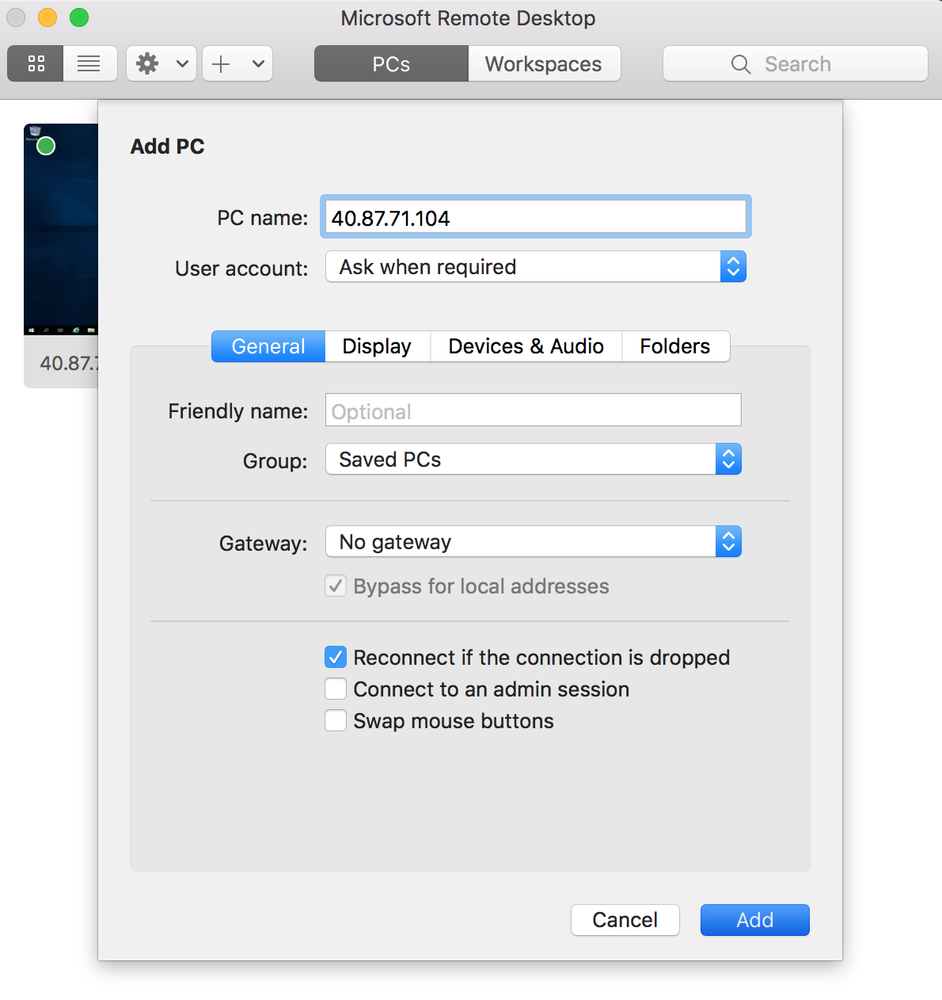 Microsoft Remote Desktop
PCs
Workspaces
Search
Add PC
PC name: 40.87.71.104
User account: Ask when required
40.87.7
General
Display
Devices & Audio
Folders
Friendly name: Optional
Group: Saved PCs
Gateway: No gateway
Bypass for local addresses
Reconnect if the connection is dropped
Connect to an admin session
Swap mouse buttons
Cancel
Add